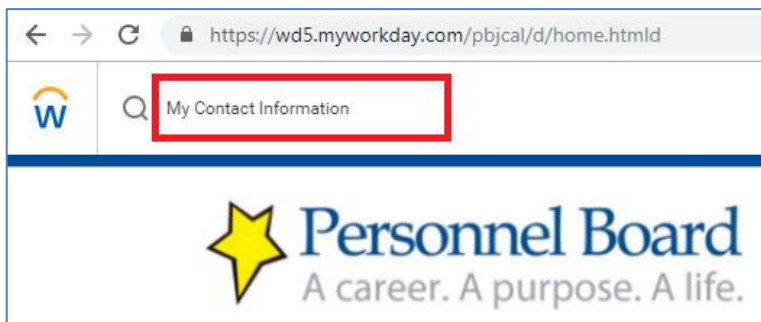 https://wd5.myworkday.com/pbjcal/d/home.htmld
W
My Contact Information
Personnel Board
A career. A purpose. A life.